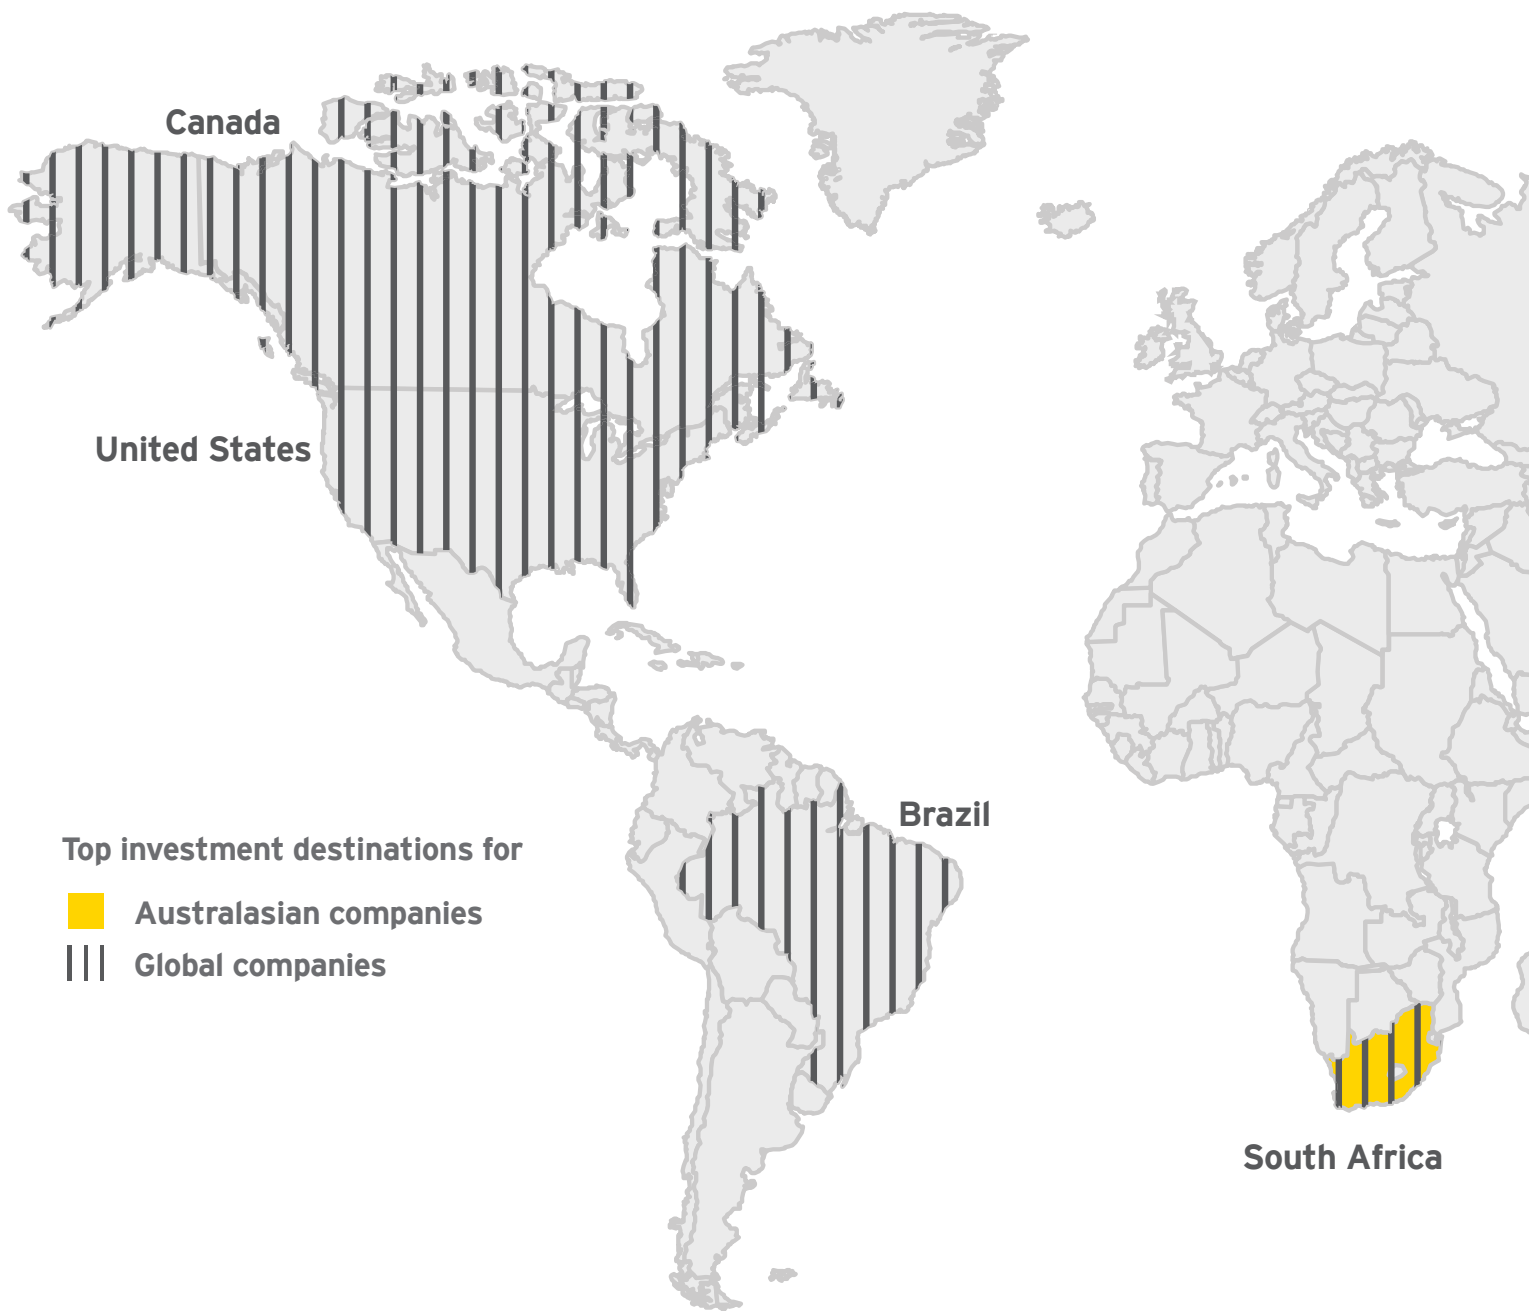 Canada
United States
Brazil
Top investment destinations for
Australasian companies
Global companies
South Africa